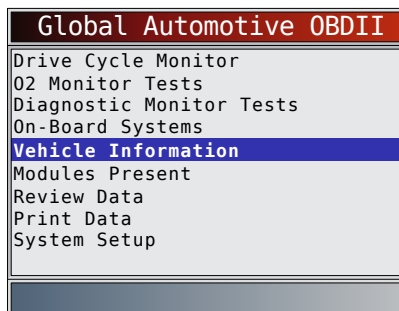 Global Automotive OBDII
Drive Cycle Monitor
O2 Monitor Tests
Diagnostic Monitor Tests
On-Board Systems
Vehicle Information
Modules Present
Review Data
Print Data
System Setup